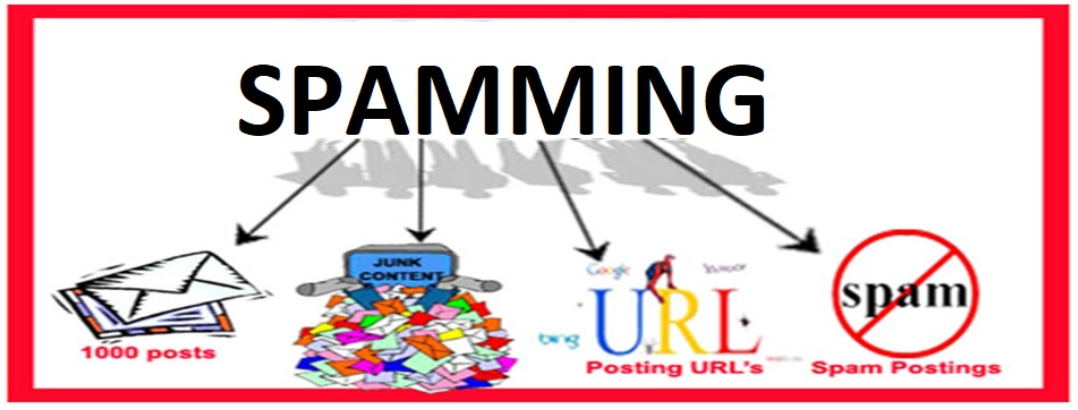 SPAMMING
JUNK
CONTENT
Google
YAHOO!
bing
URL
spam
1000 posts
Posting URL's
Spam Postings